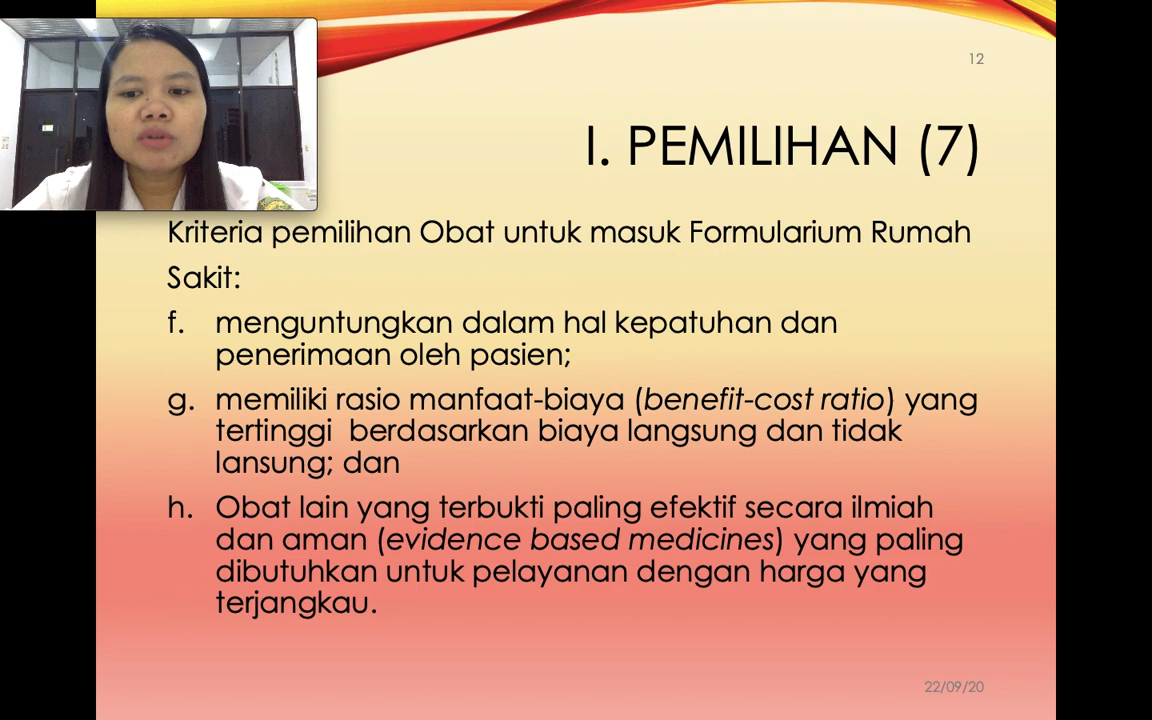 12
I. PEMILIHAN (7)
Kriteria pemilihan Obat untuk masuk Formularium Rumah
Sakit:
f. menguntungkan dalam hal kepatuhan dan
penerimaan oleh pasien;
g. memiliki rasio manfaat-biaya (benefit-cost ratio) yang
tertinggi berdasarkan biaya langsung dan tidak
lansung; dan
h. Obat lain yang terbukti paling efektif secara ilmiah
dan aman (evidence based medicines) yang paling
dibutuhkan untuk pelayanan dengan harga yang
terjangkau.
22/09/20